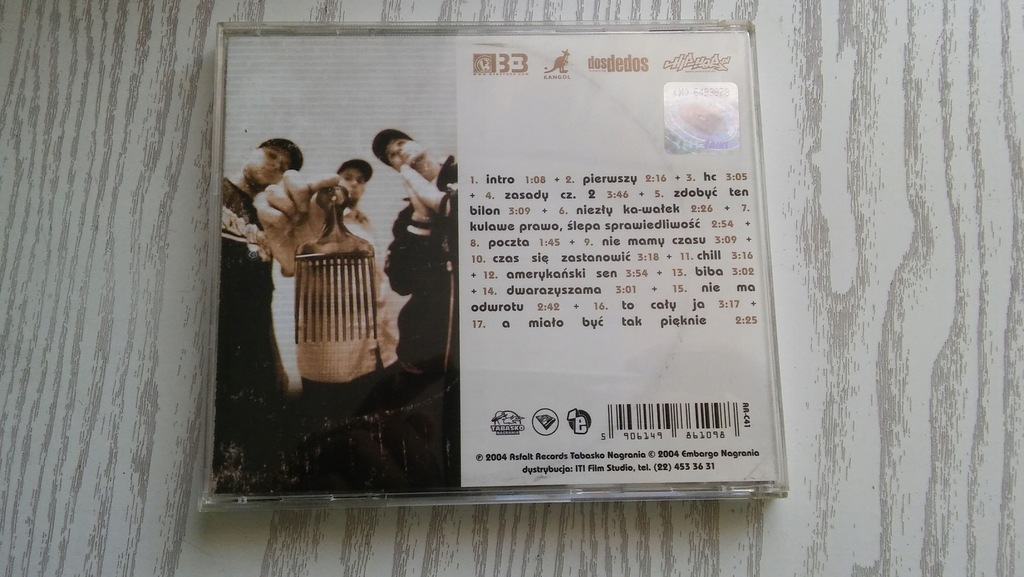 B3
KANGOL
dosdedos
6489828
1. intro 1:08 + 2. pierwszy 2:16 + 3. hc 3:05
+ 4. zasady cz. 2 3:46 + 5. zdobyć ten
bilon 3:09 + 6. niezły ka-wałek 2:26 + 7.
kulawe prawo, ślepa sprawiedliwość 2:54 +
8. poczta 1:45 + 9. nie mamy czasu 3:09 +
10. czas się zastanowić 3:18 + 11. chill 3:16
+ 12. amerykański sen 3:54 + 13. biba 3:02
+ 14. dwarazyszama 3:01 + 15. nie ma
odwrotu 2:42 + 16. to cały ja 3:17 +
17. a miało być tak pięknie 2:25
TABASKO
NAGRANIA
5 906149 861098
AA-C41
℗ 2004 Asfalt Records Tabasko Nagrania © 2004 Embargo Nagrania
dystrybucja: ITI Film Studio, tel. (22) 453 36 31